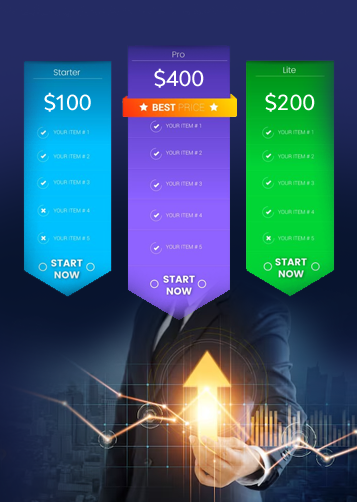 Starter
$100
YOUR ITEM # 1
YOUR ITEM # 2
YOUR ITEM # 3
YOUR ITEM # 4
YOUR ITEM # 5
START
NOW
Pro
$400
BEST PRICE
YOUR ITEM # 1
YOUR ITEM # 2
YOUR ITEM # 3
YOUR ITEM # 4
YOUR ITEM # 5
START
NOW
Lite
$200
YOUR ITEM # 1
YOUR ITEM # 2
YOUR ITEM # 3
YOUR ITEM # 4
YOUR ITEM # 5
START
NOW